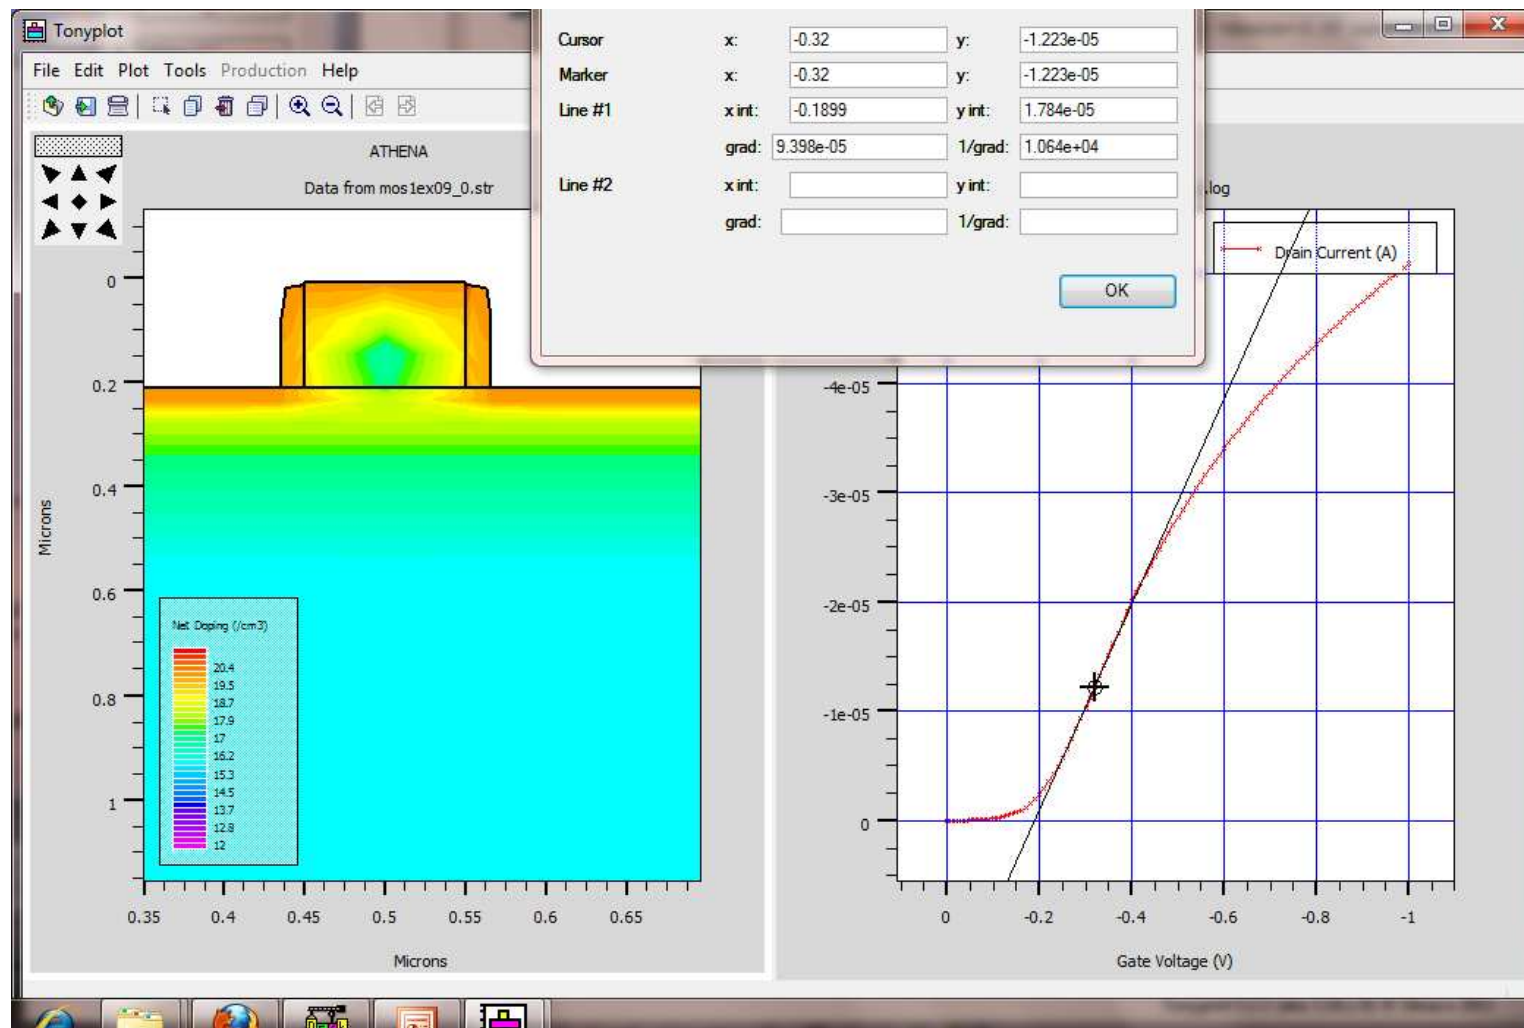 Tonyplot
File Edit Plot Tools Production Help
Cursor x: -0.32 y: -1.223e-05
Marker x: -0.32 y: -1.223e-05
Line #1 x int: -0.1899 y int: 1.784e-05
grad: 9.398e-05 1/grad: 1.064e+04
Line #2 x int: y int:
grad: 1/grad:
OK
ATHENA
Data from mos1ex09_0.str
0
0.2
0.4
0.6
0.8
1
Microns
Net Doping (/cm3)
20.4
19.5
18.7
17.9
17
16.2
15.3
14.5
13.7
12.8
12
0.35 0.4 0.45 0.5 0.55 0.6 0.65
Microns
.log
Drain Current (A)
-4e-05
-3e-05
-2e-05
-1e-05
0
0 -0.2 -0.4 -0.6 -0.8 -1
Gate Voltage (V)